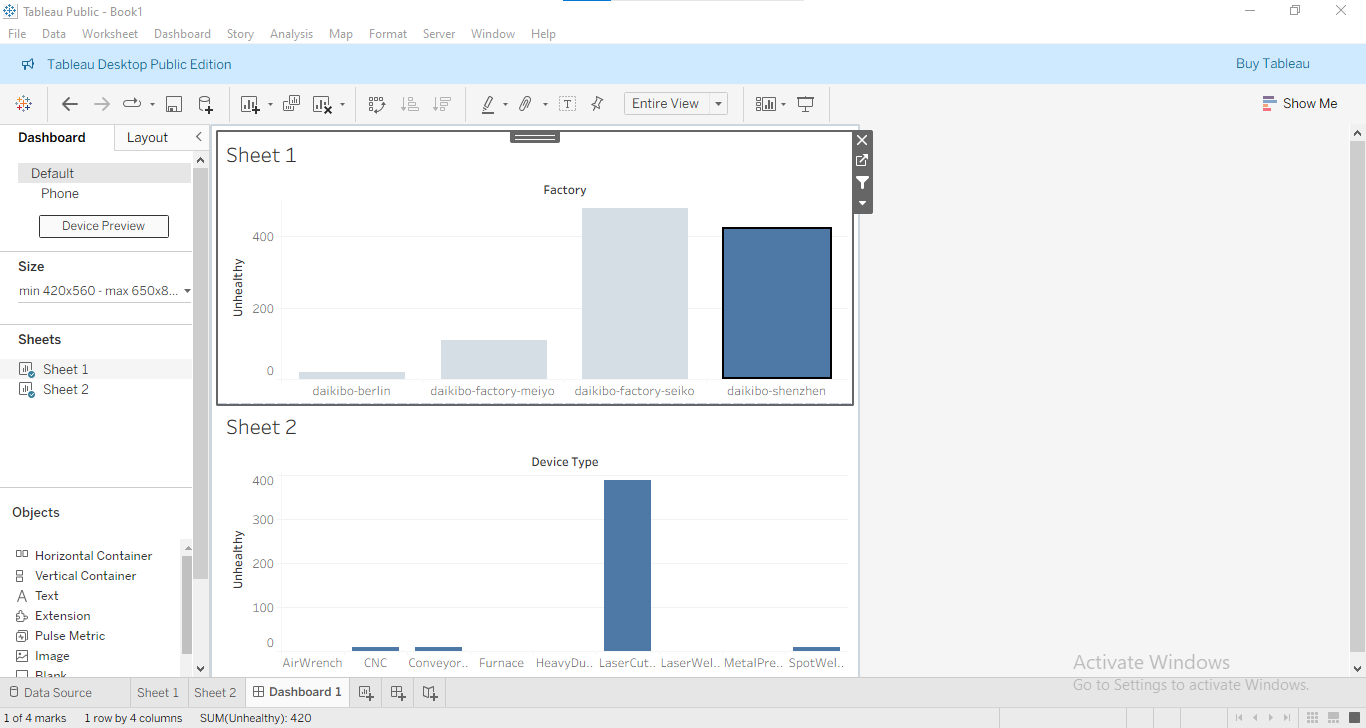 Tableau Public - Book1
File Data Worksheet Dashboard Story Analysis Map Format Server Window Help
Tableau Desktop Public Edition
Buy Tableau
Entire View
Show Me
Dashboard
Layout
Default
Phone
Device Preview
Size
min 420x560 - max 650x8...
Sheets
Sheet 1
Sheet 2
Objects
Horizontal Container
Vertical Container
Text
Extension
Pulse Metric
Image
Blank
Sheet 1
Factory
Unhealthy
400
200
0
daikibo-berlin daikibo-factory-meiyo daikibo-factory-seiko daikibo-shenzhen
Sheet 2
Device Type
Unhealthy
400
300
200
100
0
AirWrench CNC Conveyor.. Furnace HeavyDu.. LaserCut.. LaserWel.. MetalPre.. SpotWel..
Activate Windows
Go to Settings to activate Windows.
Data Source Sheet 1 Sheet 2 Dashboard 1
1 of 4 marks 1 row by 4 columns SUM(Unhealthy): 420